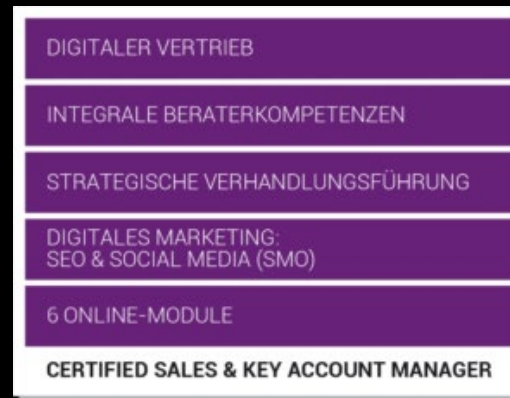 DIGITALER VERTRIEB
INTEGRALE BERATERKOMPETENZEN
STRATEGISCHE VERHANDLUNGSFÜHRUNG
DIGITALES MARKETING:
SEO & SOCIAL MEDIA (SMO)
6 ONLINE-MODULE
CERTIFIED SALES & KEY ACCOUNT MANAGER